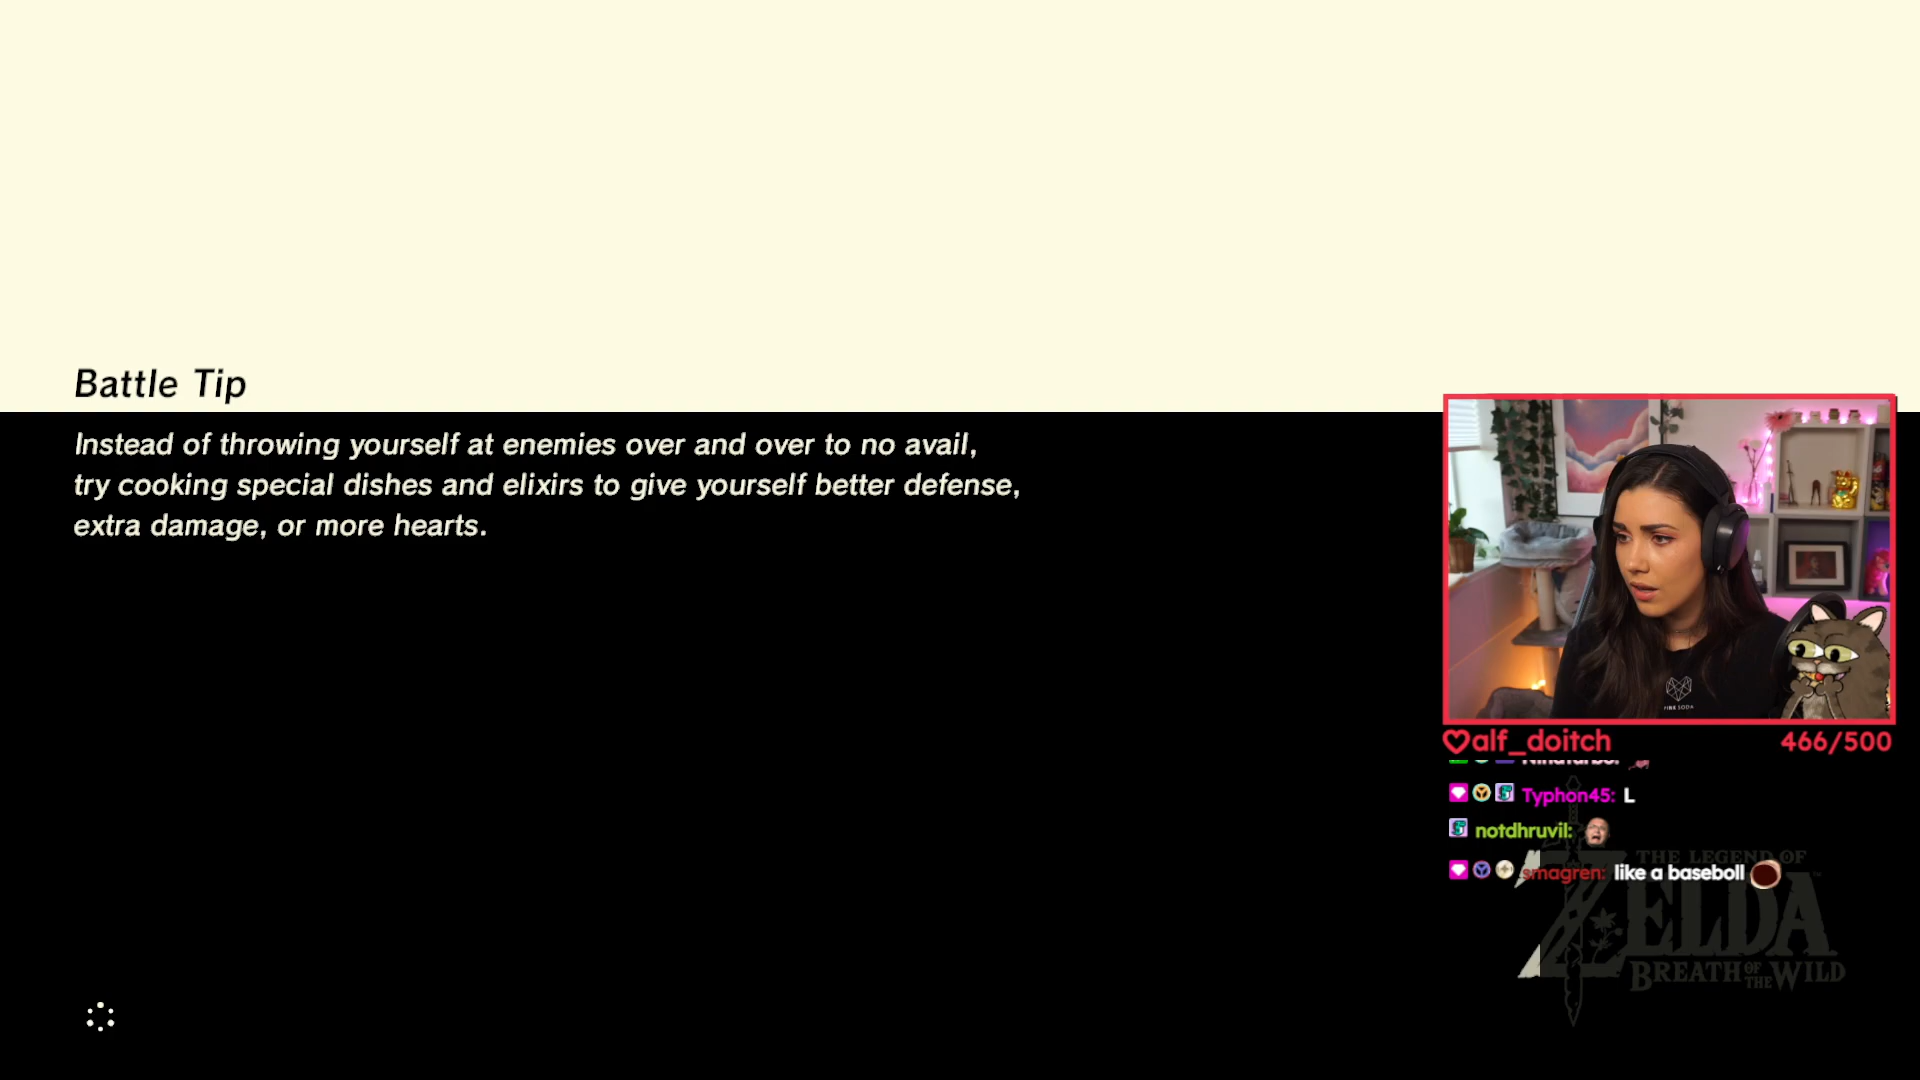 Battle Tip
Instead of throwing yourself at enemies over and over to no avail,
try cooking special dishes and elixirs to give yourself better defense,
extra damage, or more hearts.
alf_doitch 466/500
Typhon45: L
notdhruvil:
smagren: like a baseboll
THE LEGEND OF
ZELDA
BREATH OF THE WILD